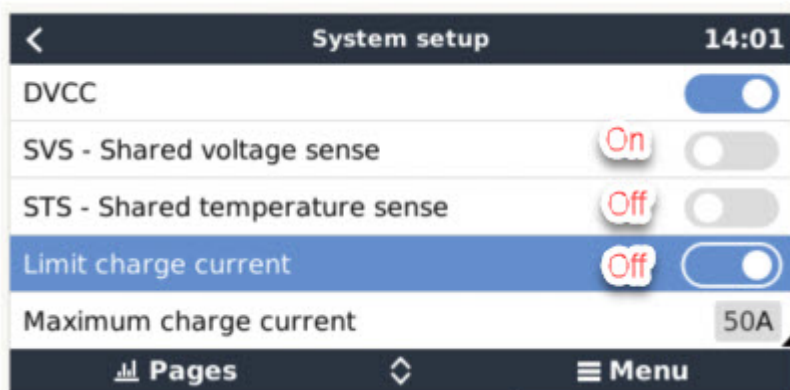 System setup 14:01
DVCC
SVS - Shared voltage sense On
STS - Shared temperature sense Off
Limit charge current Off
Maximum charge current 50A
Pages Menu